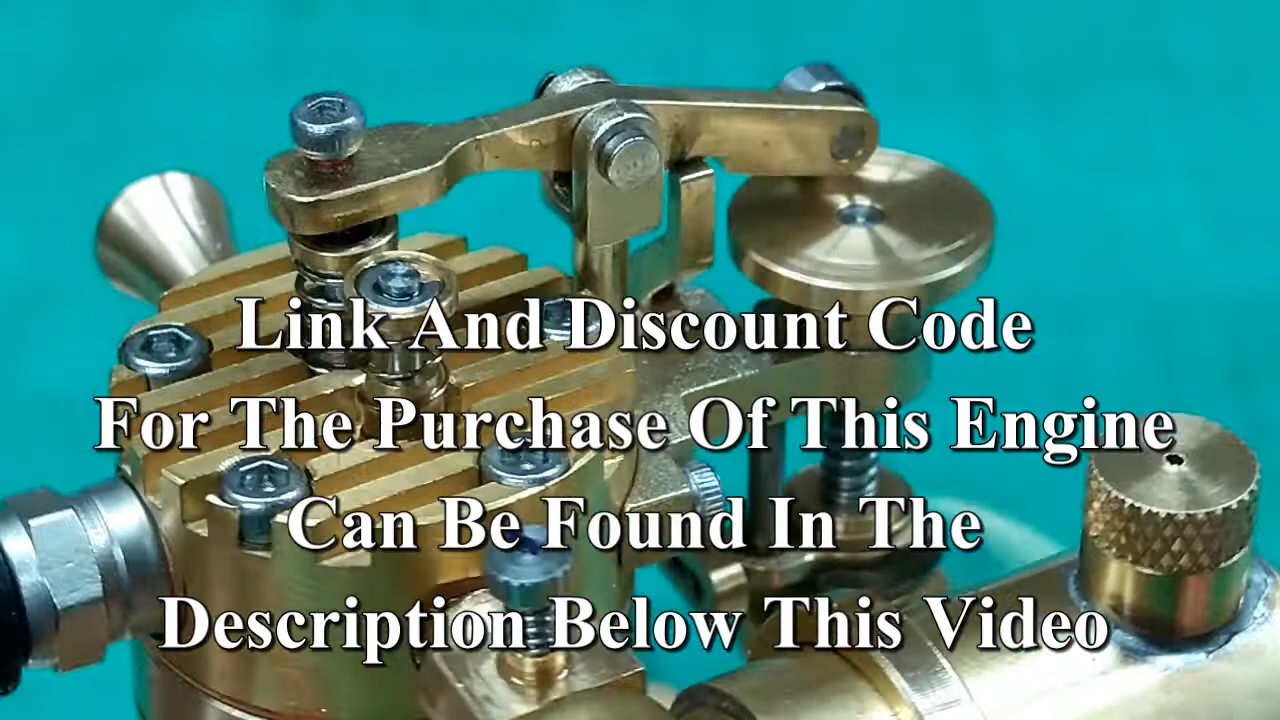 Link And Discount Code
For The Purchase Of This Engine
Can Be Found In The
Description Below This Video